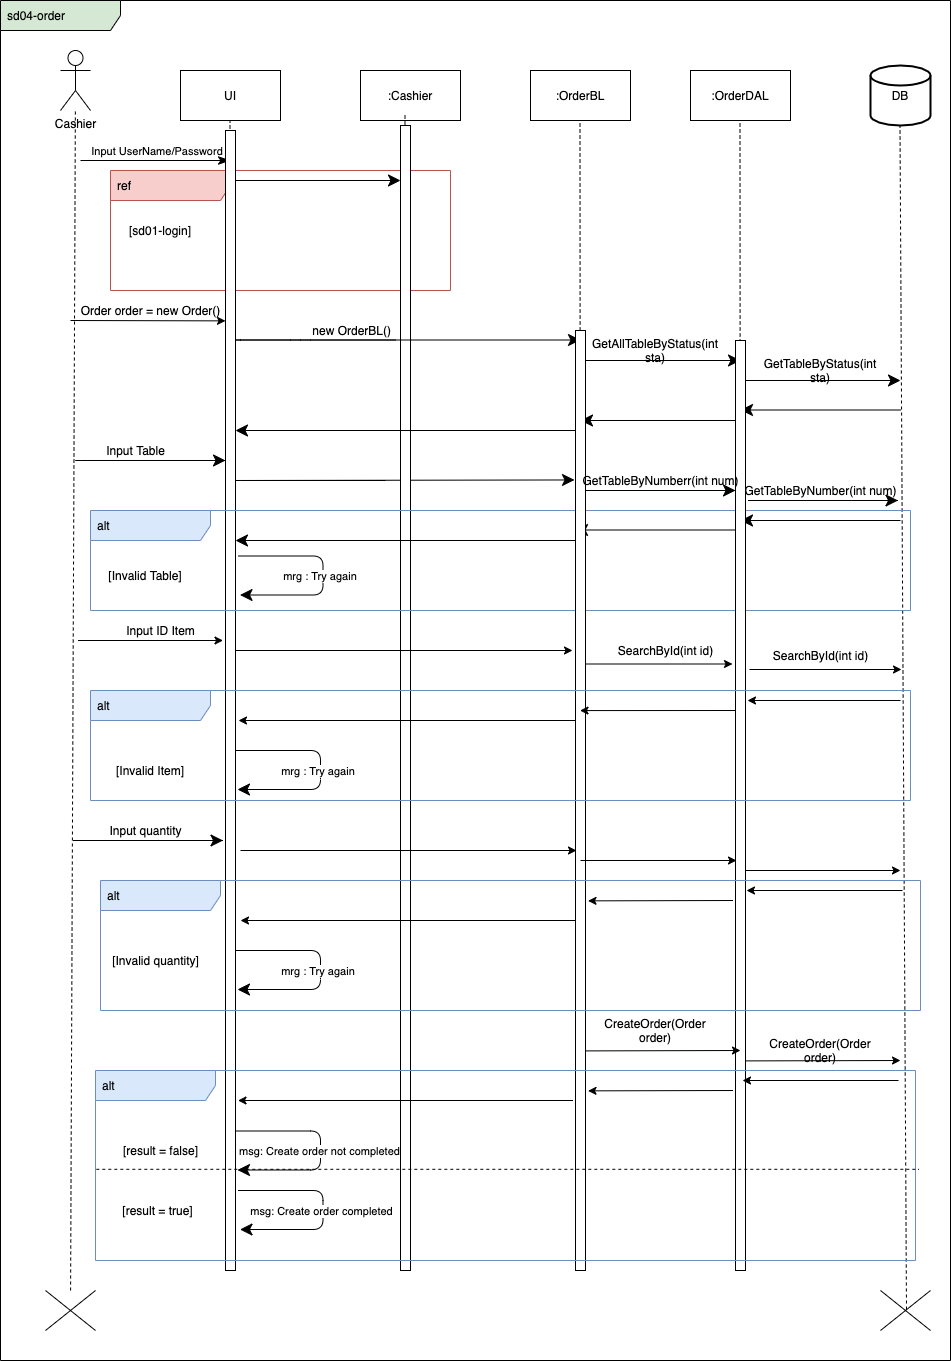 sd04-order
UI
:Cashier
:OrderBL
:OrderDAL
DB
Cashier
Input UserName/Password
ref
[sd01-login]
Order order = new Order()
new OrderBL()
GetAllTableByStatus(int
sta)
GetTableByStatus(int
sta)
Input Table
GetTableByNumberr(int num)
GetTableByNumber(int num)
alt
[Invalid Table]
mrg : Try again
Input ID Item
SearchById(int id)
SearchById(int id)
alt
[Invalid Item]
mrg : Try again
Input quantity
alt
[Invalid quantity]
mrg : Try again
CreateOrder(Order
order)
CreateOrder(Order
order)
alt
[result = false]
msg: Create order not completed
[result = true]
msg: Create order completed